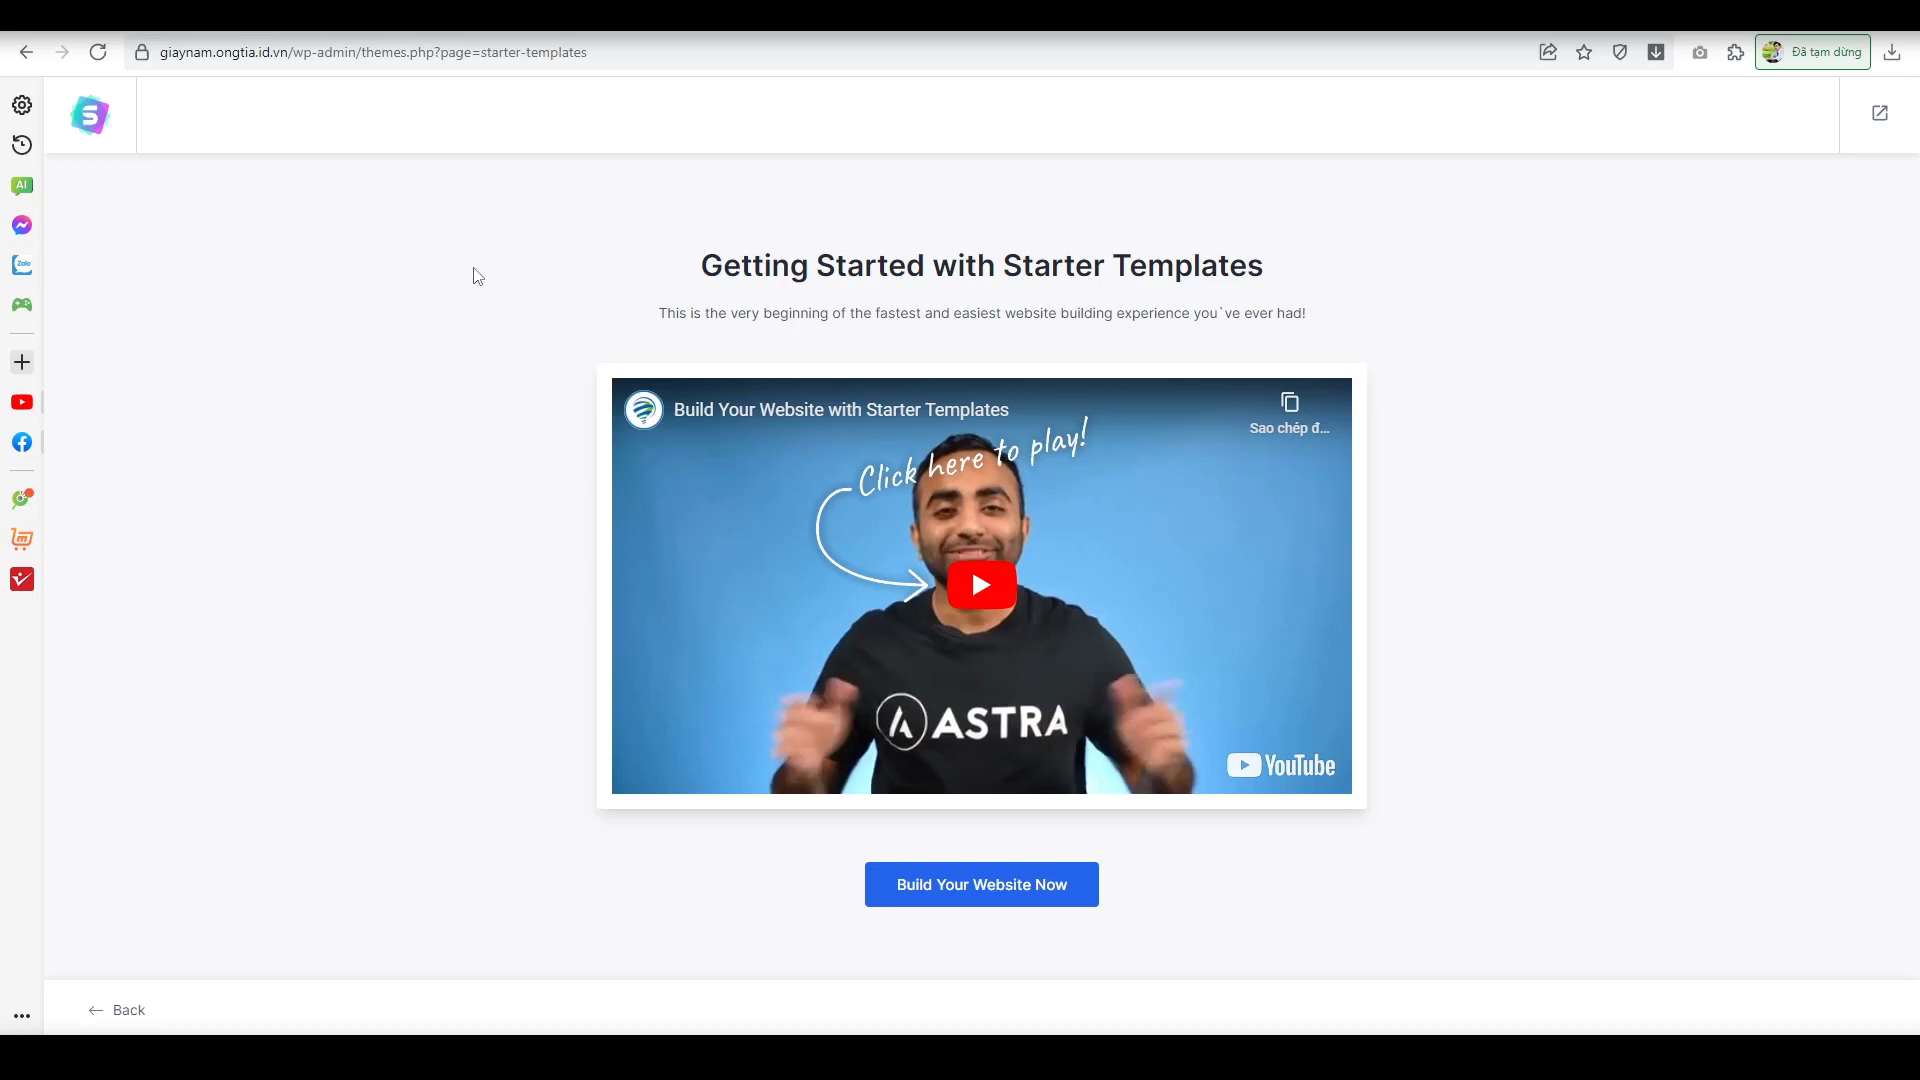 giaynam.ongtia.id.vn/wp-admin/themes.php?page=starter-templates
Đã tạm dừng
S
AI
Zalo
Getting Started with Starter Templates
This is the very beginning of the fastest and easiest website building experience you`ve ever had!
Build Your Website with Starter Templates
Sao chép đ...
Click here to play!
ASTRA
YouTube
Build Your Website Now
Back